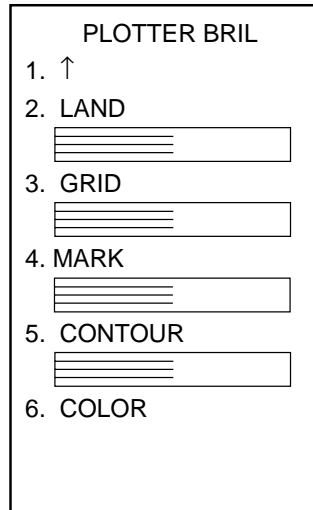 PLOTTER BRIL
1. ↑
2. LAND
3. GRID
4. MARK
5. CONTOUR
6. COLOR